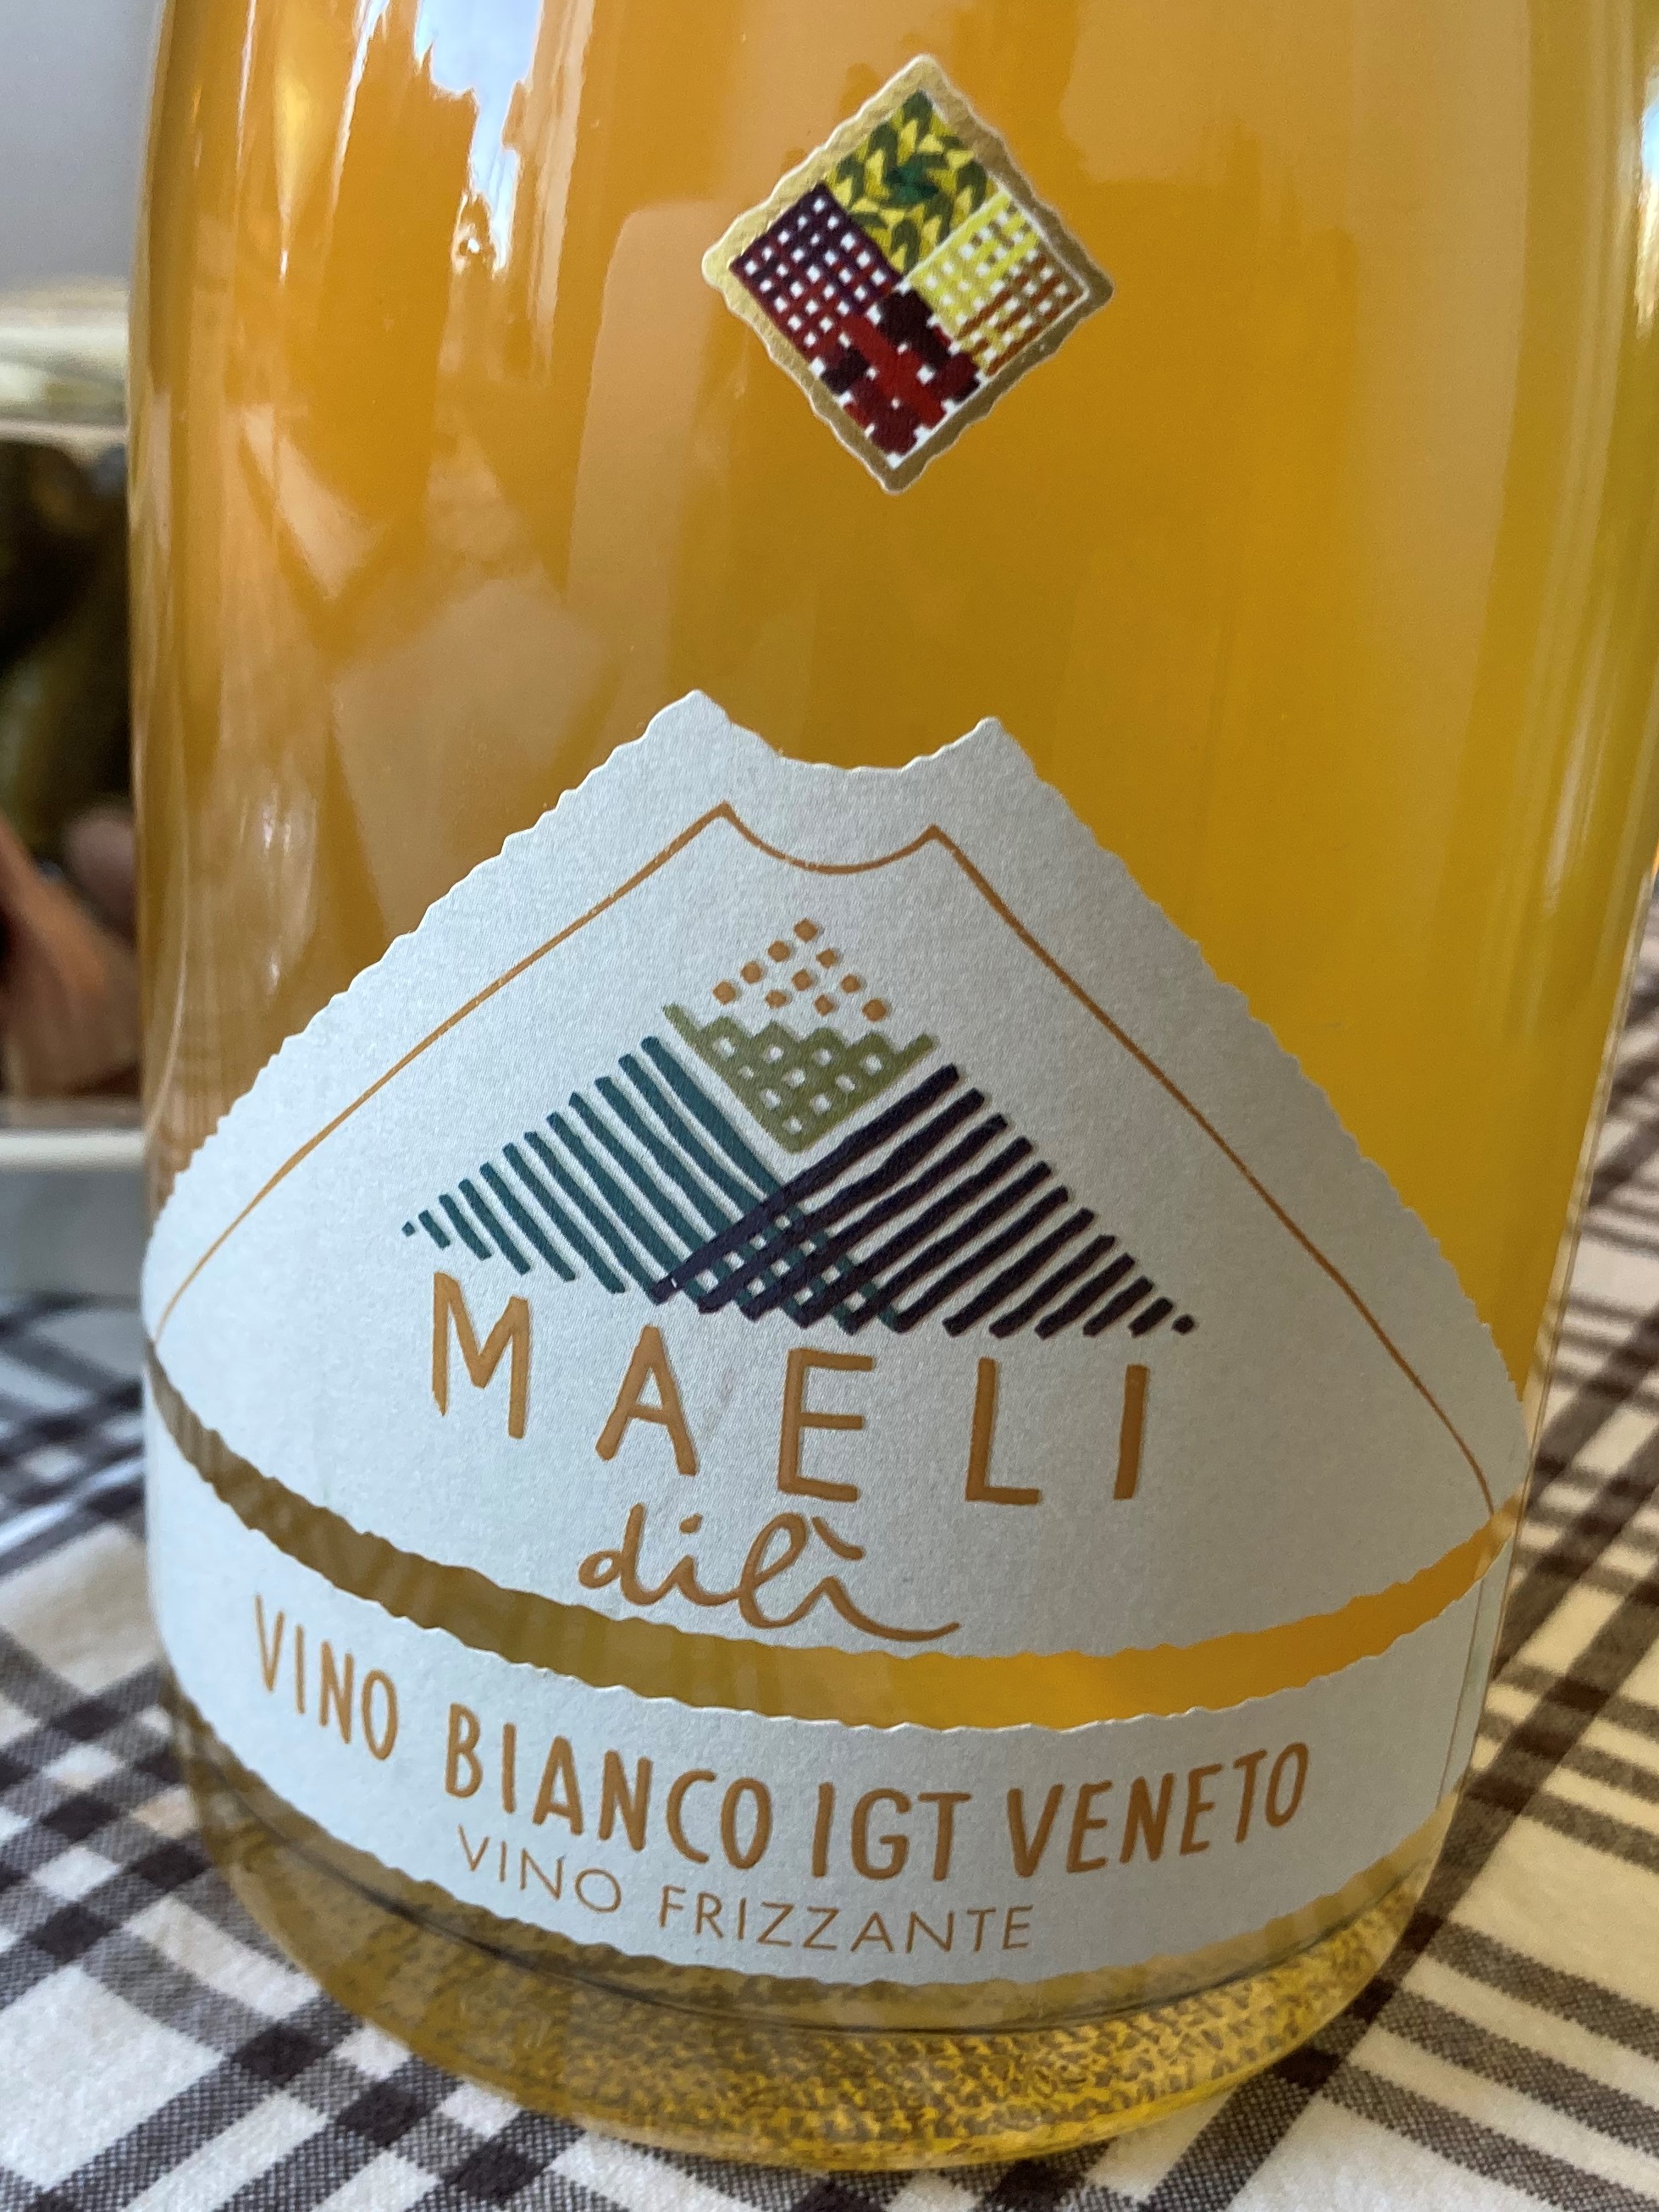 MAELI
dilì
VINO BIANCO IGT VENETO
VINO FRIZZANTE